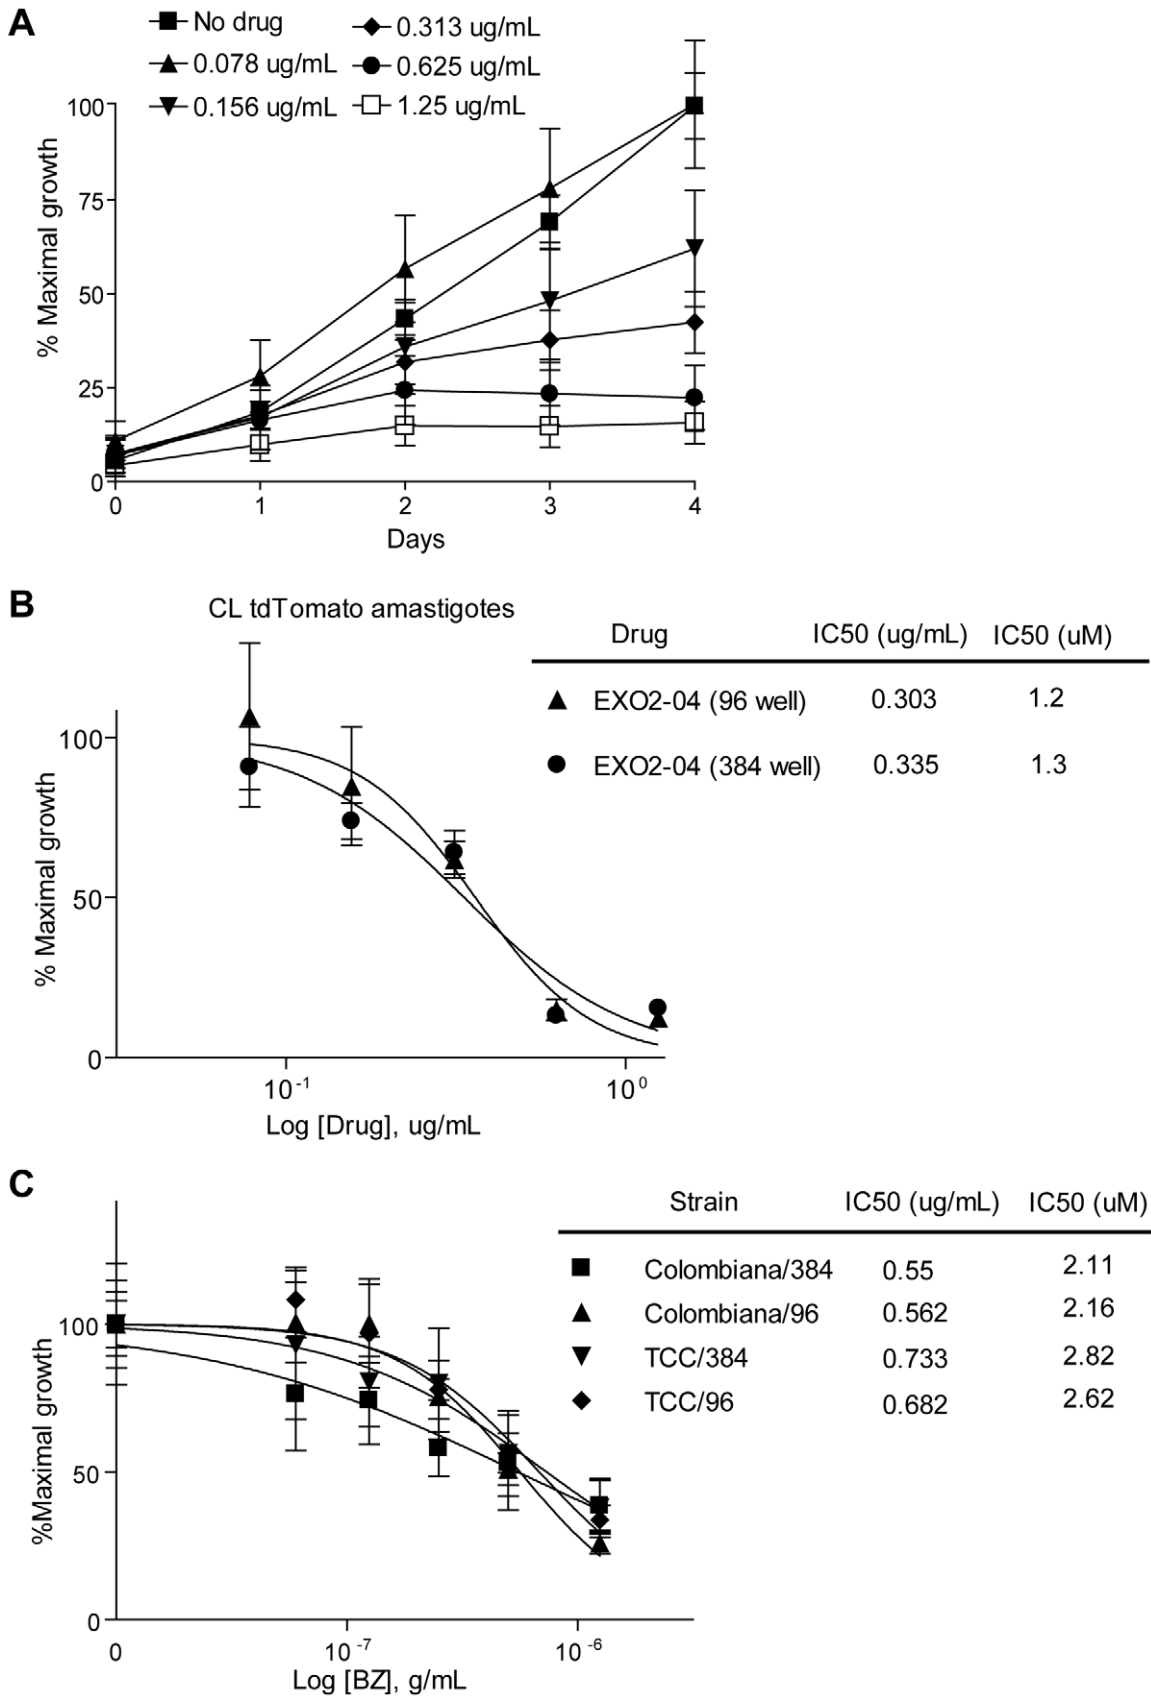 A
No drug
0.313 ug/mL
0.078 ug/mL
0.625 ug/mL
0.156 ug/mL
1.25 ug/mL
% Maximal growth
100
75
50
25
0
0 1 2 3 4
Days
B
CL tdTomato amastigotes
Drug IC50 (ug/mL) IC50 (uM)
EXO2-04 (96 well) 0.303 1.2
EXO2-04 (384 well) 0.335 1.3
% Maximal growth
100
50
0
10-1 100
Log [Drug], ug/mL
C
Strain IC50 (ug/mL) IC50 (uM)
Colombiana/384 0.55 2.11
Colombiana/96 0.562 2.16
TCC/384 0.733 2.82
TCC/96 0.682 2.62
%Maximal growth
100
50
0
0 10-7 10-6
Log [BZ], g/mL